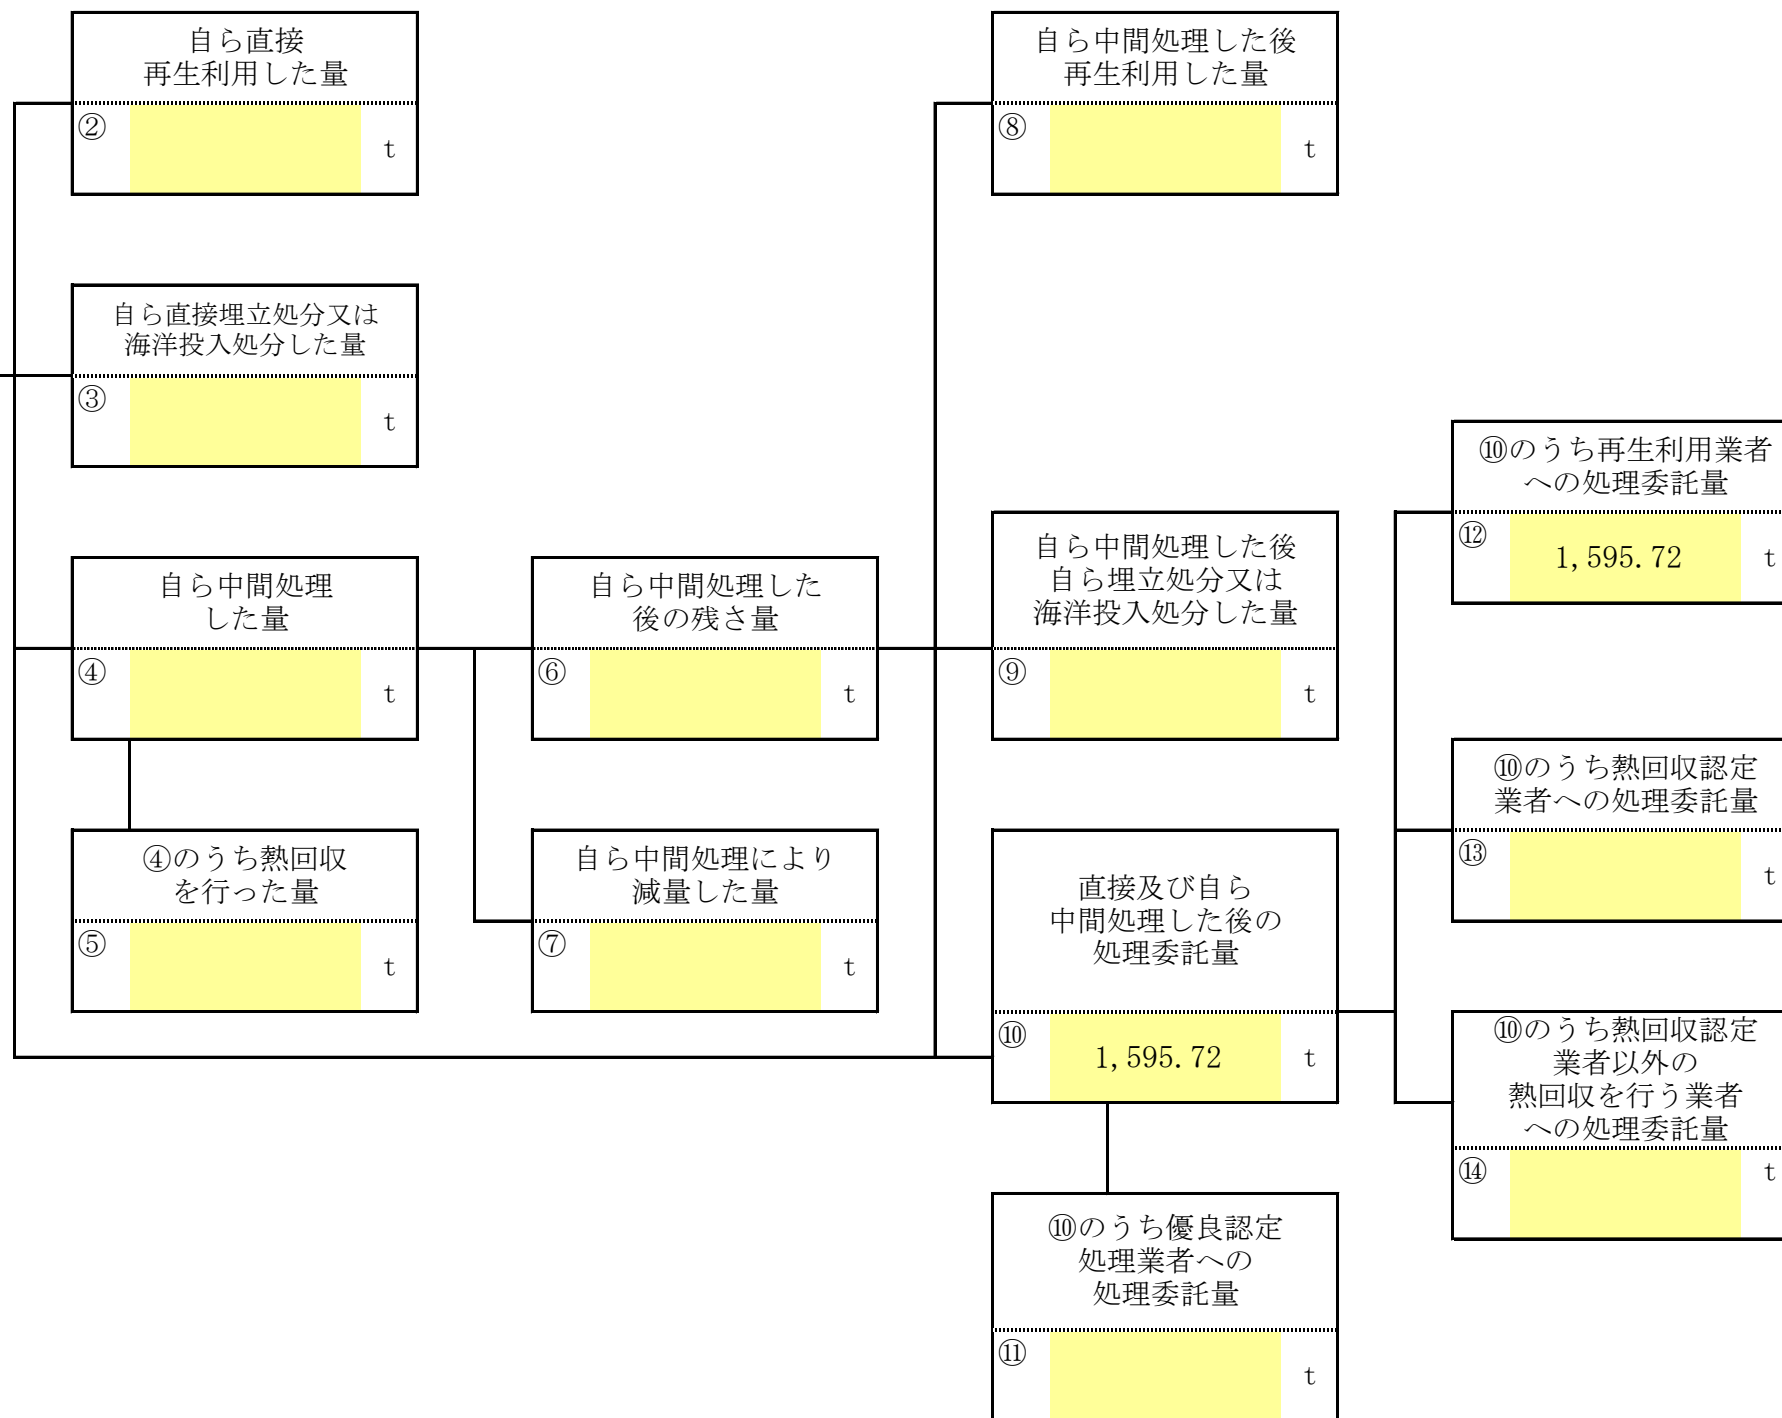 自ら直接
再生利用した量
②
t
自ら中間処理した後
再生利用した量
⑧
t
自ら直接埋立処分又は
海洋投入処分した量
③
t
⑩のうち再生利用業者
への処理委託量
⑫ 1,595.72 t
自ら中間処理
した量
④
t
自ら中間処理した
後の残さ量
⑥
t
自ら中間処理した後
自ら埋立処分又は
海洋投入処分した量
⑨
t
⑩のうち熱回収認定
業者への処理委託量
⑬
t
④のうち熱回収
を行った量
⑤
t
自ら中間処理により
減量した量
⑦
t
直接及び自ら
中間処理した後の
処理委託量
⑩ 1,595.72 t
⑩のうち熱回収認定
業者以外の
熱回収を行う業者
への処理委託量
⑭ t
⑩のうち優良認定
処理業者への
処理委託量
⑪
t